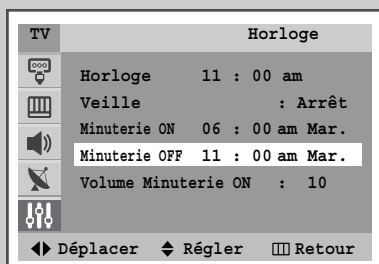 TV Horloge
Horloge 11 : 00 am
Veille : Arrêt
Minuterie ON 06 : 00 am Mar.
Minuterie OFF 11 : 00 am Mar.
Volume Minuterie ON : 10
Déplacer Régler Retour